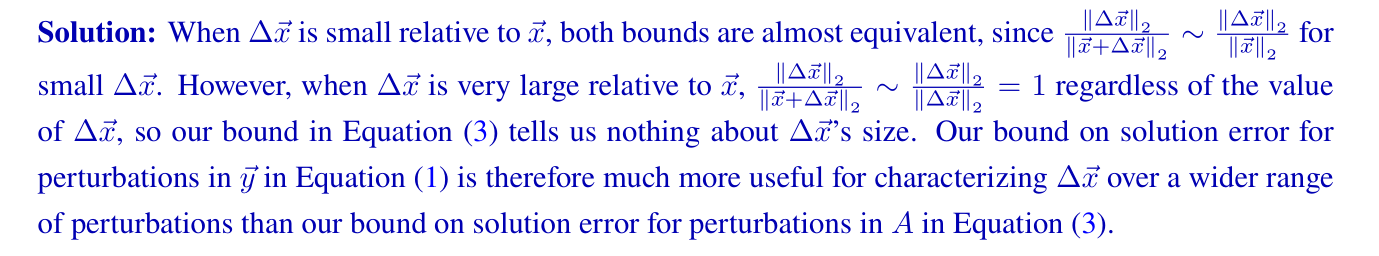 Solution: When $\Delta\vec{x}$ is small relative to $\vec{x}$, both bounds are almost equivalent, since $\frac{\|\Delta\vec{x}\|_2}{\|\vec{x}+\Delta\vec{x}\|_2} \sim \frac{\|\Delta\vec{x}\|_2}{\|\vec{x}\|_2}$ for
small $\Delta\vec{x}$. However, when $\Delta\vec{x}$ is very large relative to $\vec{x}$, $\frac{\|\Delta\vec{x}\|_2}{\|\vec{x}+\Delta\vec{x}\|_2} \sim \frac{\|\Delta\vec{x}\|_2}{\|\Delta\vec{x}\|_2} = 1$ regardless of the value
of $\Delta\vec{x}$, so our bound in Equation (3) tells us nothing about $\Delta\vec{x}$’s size. Our bound on solution error for
perturbations in $\vec{y}$ in Equation (1) is therefore much more useful for characterizing $\Delta\vec{x}$ over a wider range
of perturbations than our bound on solution error for perturbations in $A$ in Equation (3).